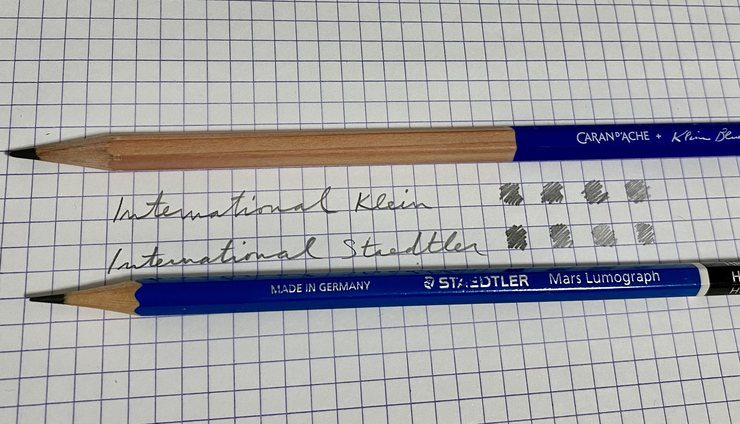 CARAN D'ACHE + Klein Blue
International Klein
International Staedtler
MADE IN GERMANY STAEDTLER Mars Lumograph H